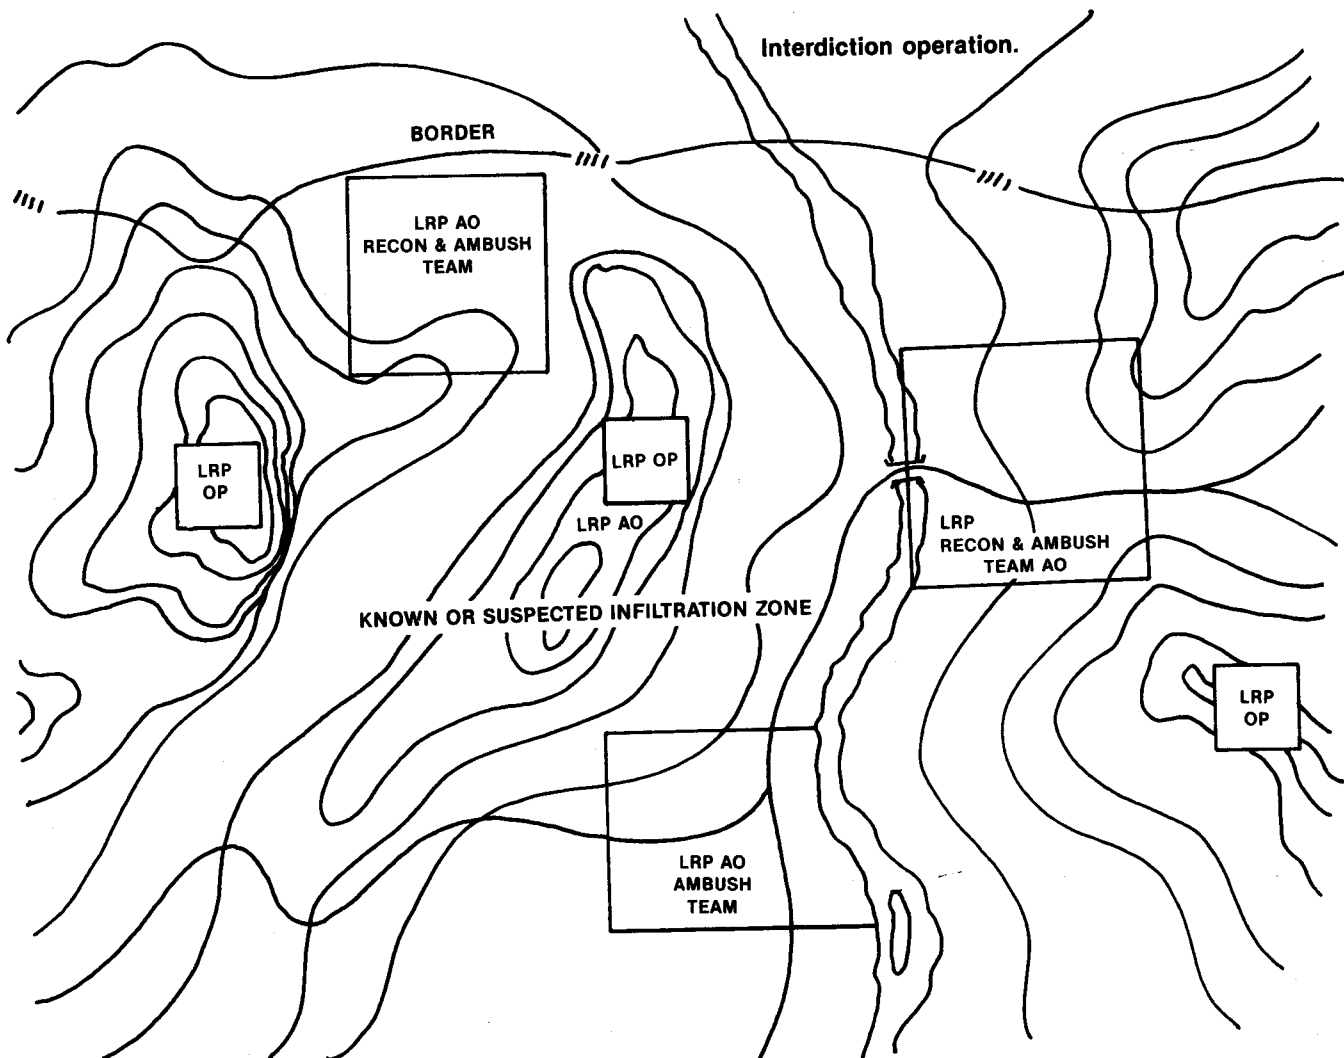 Interdiction operation.
BORDER
LRP AO
RECON & AMBUSH
TEAM
LRP
OP
LRP OP
LRP AO
LRP
RECON & AMBUSH
TEAM AO
KNOWN OR SUSPECTED INFILTRATION ZONE
LRP
OP
LRP AO
AMBUSH
TEAM